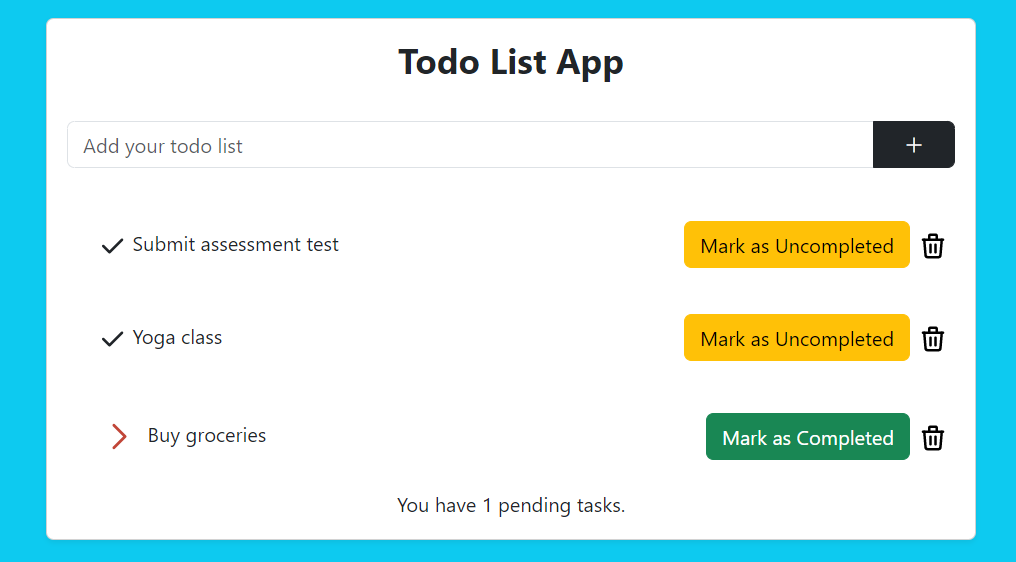 Todo List App
Add your todo list
+
Submit assessment test Mark as Uncompleted
Yoga class Mark as Uncompleted
Buy groceries Mark as Completed
You have 1 pending tasks.